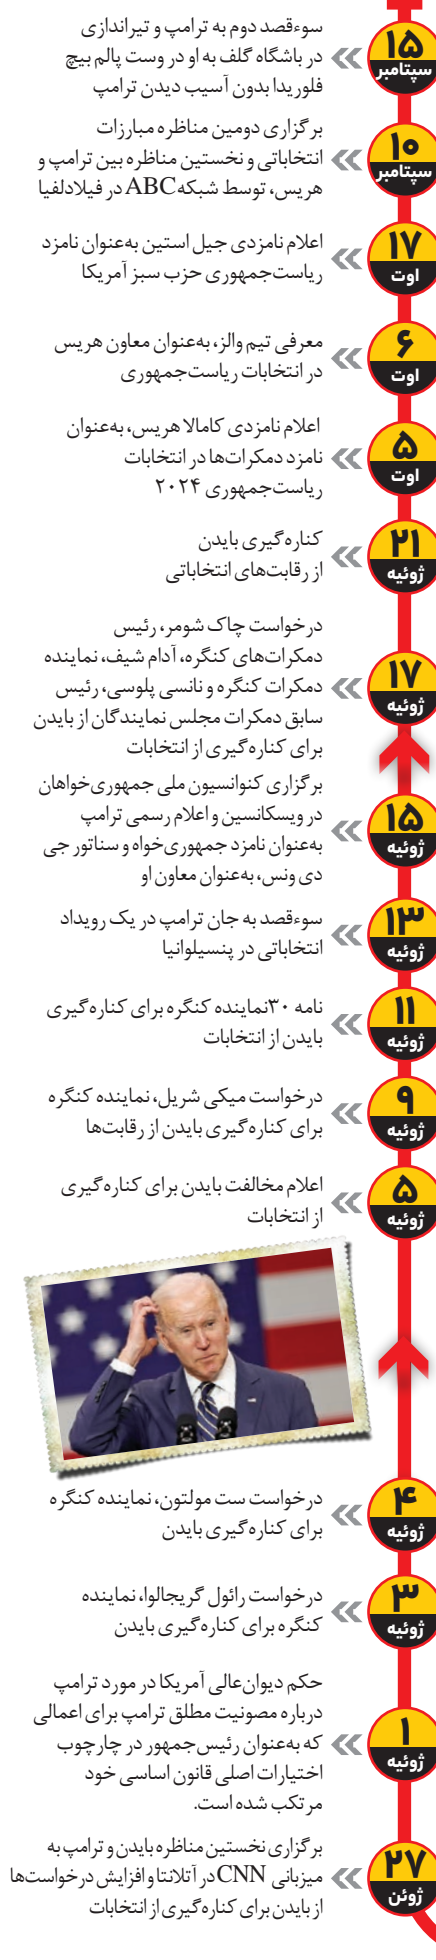 ۱۵
سپتامبر
سوءقصد دوم به ترامپ و تیراندازی
در باشگاه گلف به او در وست پالم بیچ
فلوریدا بدون آسیب دیدن ترامپ
۱۰
سپتامبر
برگزاری دومین مناظره مبارزات
انتخاباتی و نخستین مناظره بین ترامپ و
هریس، توسط شبکه ABC در فیلادلفیا
۱۷
اوت
اعلام نامزدی جیل استین به‌عنوان نامزد
ریاست‌جمهوری حزب سبز آمریکا
۶
اوت
معرفی تیم والز، به‌عنوان معاون هریس
در انتخابات ریاست‌جمهوری
۵
اوت
اعلام نامزدی کامالا هریس، به‌عنوان
نامزد دمکرات‌ها در انتخابات
ریاست‌جمهوری ۲۰۲۴
۲۱
ژوئیه
کناره‌گیری بایدن
از رقابت‌های انتخاباتی
۱۷
ژوئیه
درخواست چاک شومر، رئیس
دمکرات‌های کنگره، آدام شیف، نماینده
دمکرات کنگره و نانسی پلوسی، رئیس
سابق دمکرات مجلس نمایندگان از بایدن
برای کناره‌گیری از انتخابات
۱۵
ژوئیه
برگزاری کنوانسیون ملی جمهوری‌خواهان
در ویسکانسین و اعلام رسمی ترامپ
به‌عنوان نامزد جمهوری‌خواه و سناتور جی
دی ونس، به‌عنوان معاون او
۱۳
ژوئیه
سوءقصد به جان ترامپ در یک رویداد
انتخاباتی در پنسیلوانیا
۱۱
ژوئیه
نامه ۳۰نماینده کنگره برای کناره‌گیری
بایدن از انتخابات
۹
ژوئیه
درخواست میکی شریل، نماینده کنگره
برای کناره‌گیری بایدن از رقابت‌ها
۵
ژوئیه
اعلام مخالفت بایدن برای کناره‌گیری
از انتخابات
۴
ژوئیه
درخواست ست مولتون، نماینده کنگره
برای کناره‌گیری بایدن
۳
ژوئیه
درخواست رائول گریجالوا، نماینده
کنگره برای کناره‌گیری بایدن
۱
ژوئیه
حکم دیوان‌عالی آمریکا در مورد ترامپ
درباره مصونیت مطلق ترامپ برای اعمالی
که به‌عنوان رئیس‌جمهور در چارچوب
اختیارات اصلی قانون اساسی خود
مرتکب شده است.
۲۷
ژوئن
برگزاری نخستین مناظره بایدن و ترامپ به
میزبانی CNN در آتلانتا و افزایش درخواست‌ها
از بایدن برای کناره‌گیری از انتخابات